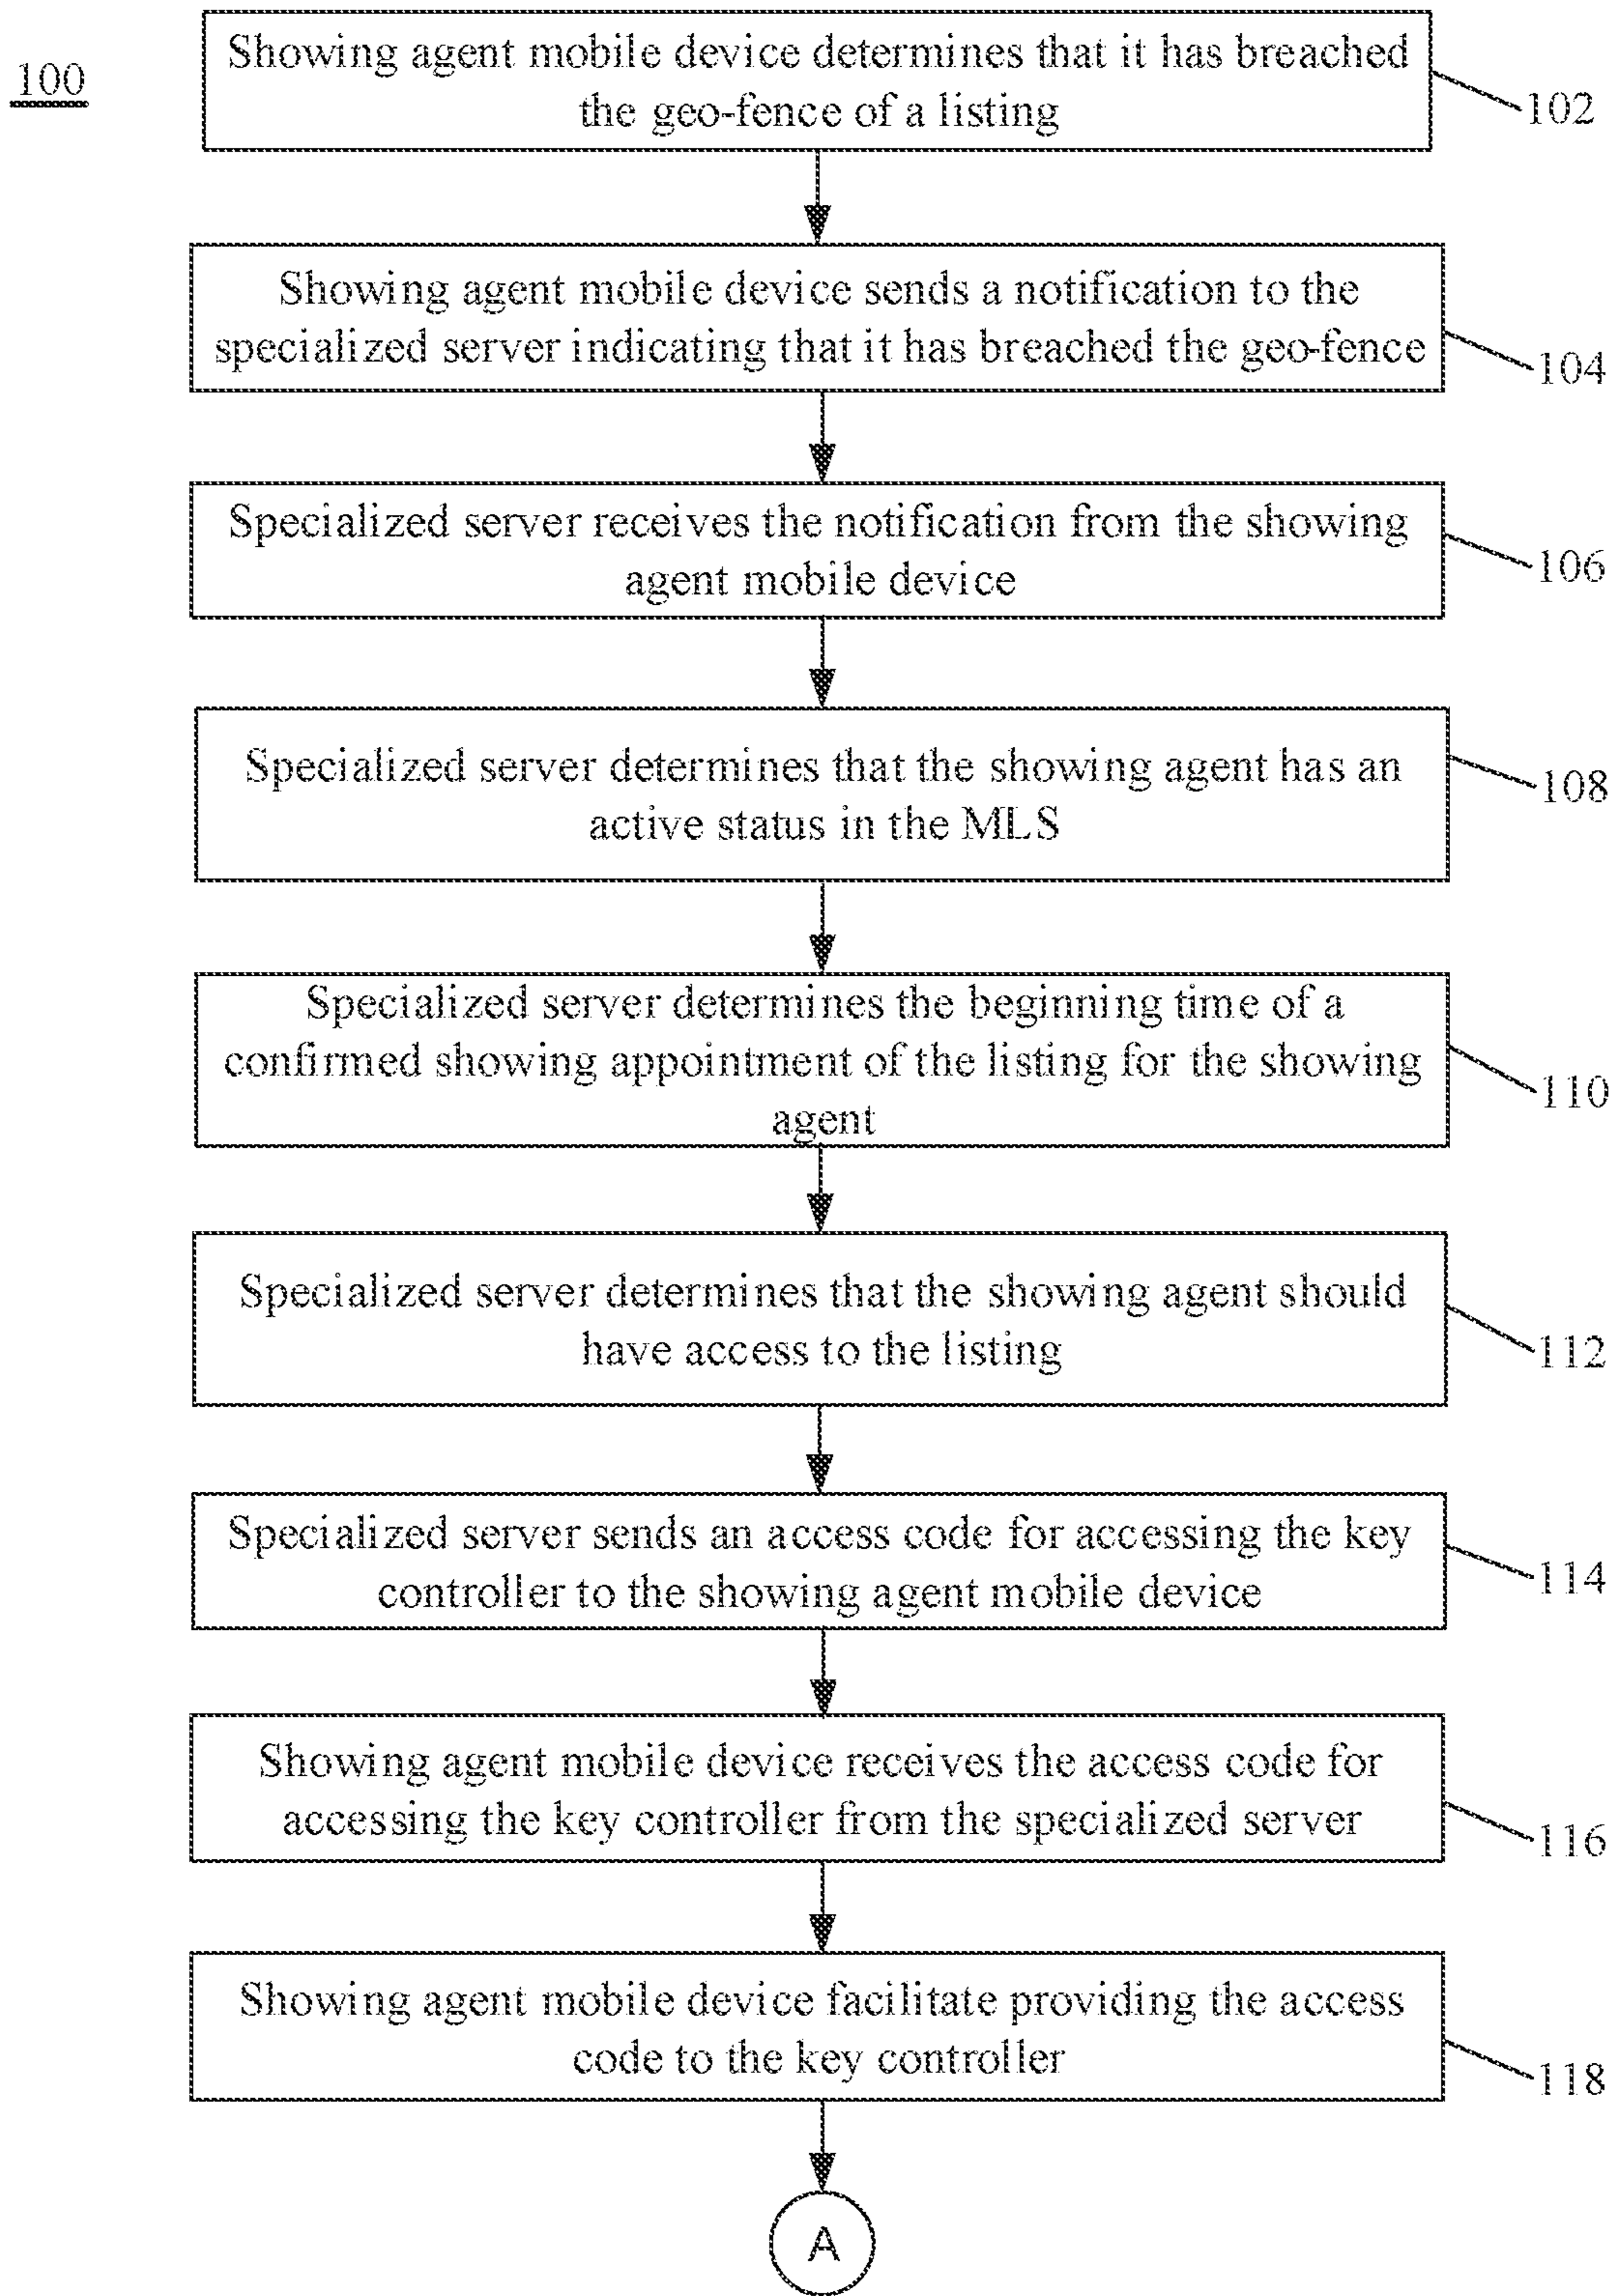 100
Showing agent mobile device determines that it has breached
the geo-fence of a listing
102
Showing agent mobile device sends a notification to the
specialized server indicating that it has breached the geo-fence
104
Specialized server receives the notification from the showing
agent mobile device
106
Specialized server determines that the showing agent has an
active status in the MLS
108
Specialized server determines the beginning time of a
confirmed showing appointment of the listing for the showing
agent
110
Specialized server determines that the showing agent should
have access to the listing
112
Specialized server sends an access code for accessing the key
controller to the showing agent mobile device
114
Showing agent mobile device receives the access code for
accessing the key controller from the specialized server
116
Showing agent mobile device facilitate providing the access
code to the key controller
118
A